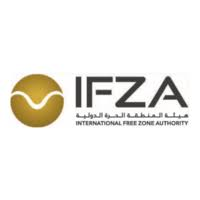 IFZA
هيئة المنطقة الحرة الدولية
INTERNATIONAL FREE ZONE AUTHORITY